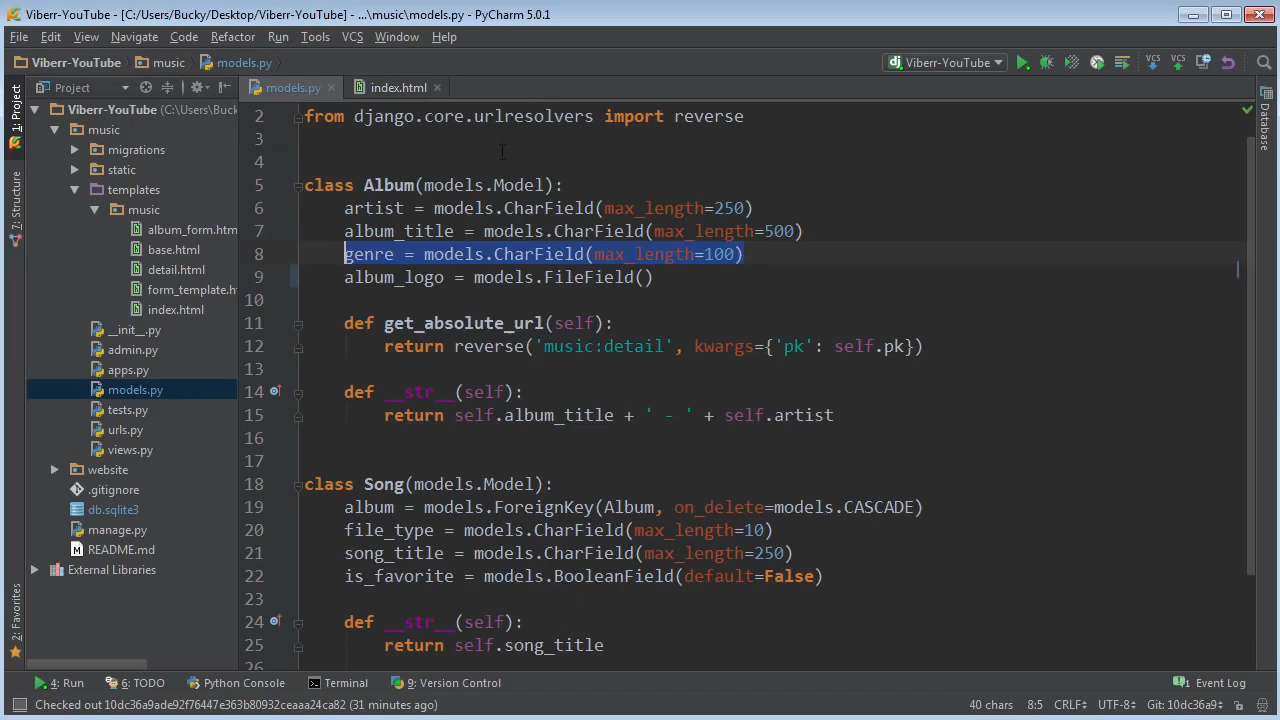 Viberr-YouTube - [C:\Users\Bucky\Desktop\Viberr-YouTube] - ...\music\models.py - PyCharm 5.0.1
File Edit View Navigate Code Refactor Run Tools VCS Window Help
Viberr-YouTube music models.py dj Viberr-YouTube VCS VCS
1: Project
7: Structure
2: Favorites
Project
Viberr-YouTube (C:\Users\Buck
music
migrations
static
templates
music
album_form.htm
base.html
detail.html
form_template.h
index.html
__init__.py
admin.py
apps.py
models.py
tests.py
urls.py
views.py
website
.gitignore
db.sqlite3
manage.py
README.md
External Libraries
models.py index.html
2 from django.core.urlresolvers import reverse
3
4
5 class Album(models.Model):
6 artist = models.CharField(max_length=250)
7 album_title = models.CharField(max_length=500)
8 genre = models.CharField(max_length=100)
9 album_logo = models.FileField()
10
11 def get_absolute_url(self):
12 return reverse('music:detail', kwargs={'pk': self.pk})
13
14 def __str__(self):
15 return self.album_title + ' - ' + self.artist
16
17
18 class Song(models.Model):
19 album = models.ForeignKey(Album, on_delete=models.CASCADE)
20 file_type = models.CharField(max_length=10)
21 song_title = models.CharField(max_length=250)
22 is_favorite = models.BooleanField(default=False)
23
24 def __str__(self):
25 return self.song_title
26
Database
4: Run 6: TODO Python Console Terminal 9: Version Control 1 Event Log
Checked out 10dc36a9ade92f76447e363b80932ceaaa24ca82 (31 minutes ago) 40 chars 8:5 CRLF UTF-8 Git: 10dc36a9